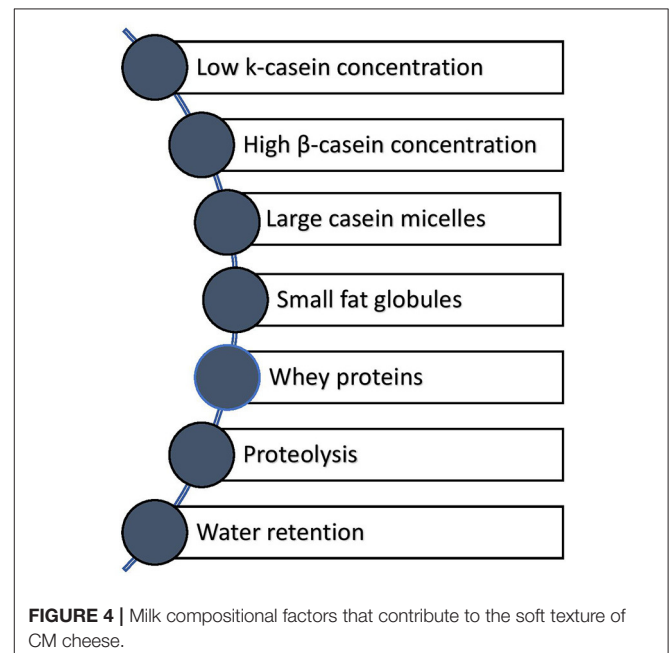 Low k-casein concentration
High β-casein concentration
Large casein micelles
Small fat globules
Whey proteins
Proteolysis
Water retention
FIGURE 4 | Milk compositional factors that contribute to the soft texture of
CM cheese.